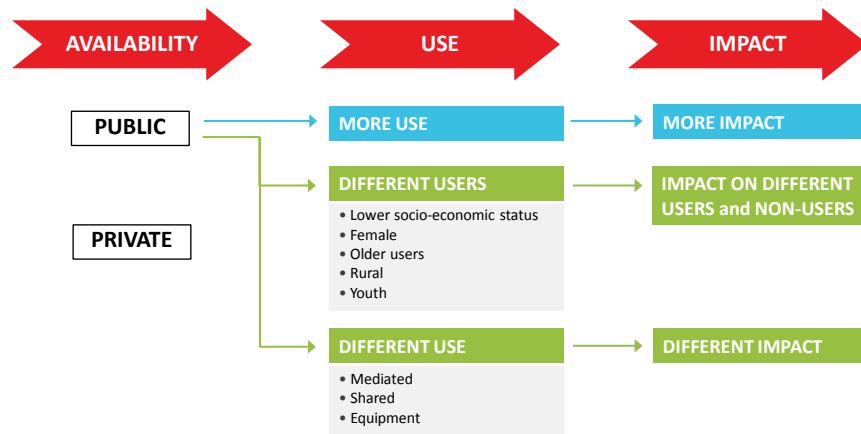 AVAILABILITY
USE
IMPACT
PUBLIC
MORE USE
MORE IMPACT
DIFFERENT USERS
• Lower socio-economic status
• Female
• Older users
• Rural
• Youth
IMPACT ON DIFFERENT
USERS and NON-USERS
PRIVATE
DIFFERENT USE
• Mediated
• Shared
• Equipment
DIFFERENT IMPACT